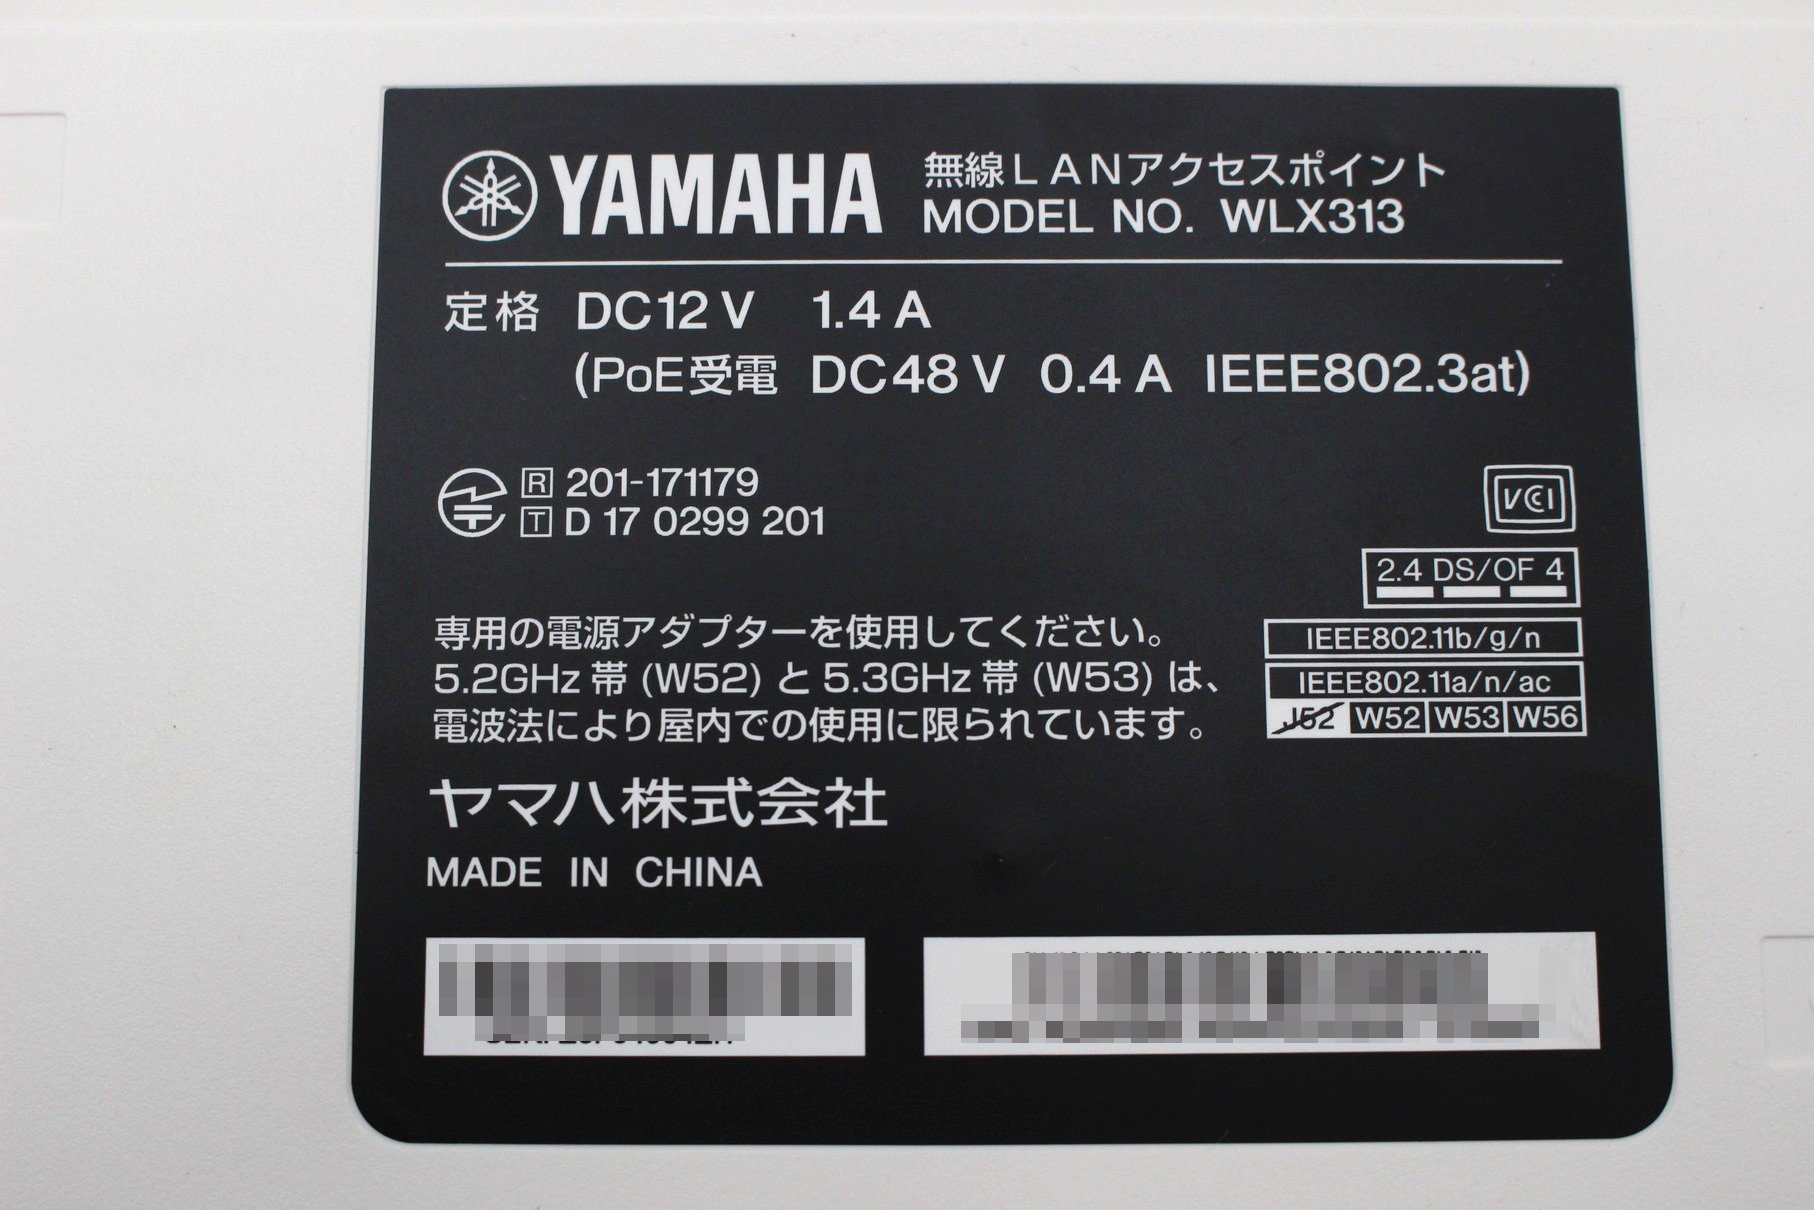 YAMAHA 無線LANアクセスポイント
MODEL NO. WLX313
定格 DC12V 1.4A
(PoE受電 DC48V 0.4A IEEE802.3at)
R 201-171179
T D 17 0299 201
VCI
2.4 DS/OF 4
専用の電源アダプターを使用してください。
5.2GHz帯(W52)と5.3GHz帯(W53)は、
電波法により屋内での使用に限られています。
IEEE802.11b/g/n
IEEE802.11a/n/ac
J52 W52 W53 W56
ヤマハ株式会社
MADE IN CHINA